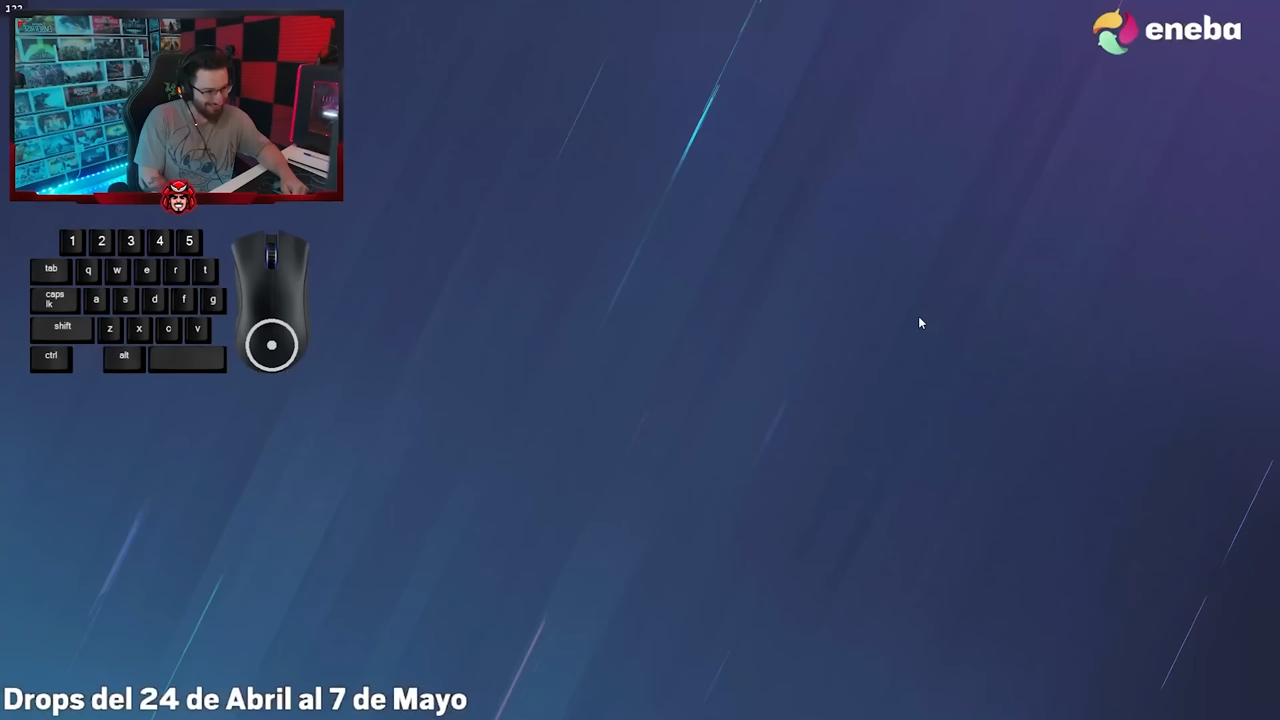 122
eneba
1 2 3 4 5
tab q w e r t
caps
lk a s d f g
shift z x c v
ctrl alt
Drops del 24 de Abril al 7 de Mayo